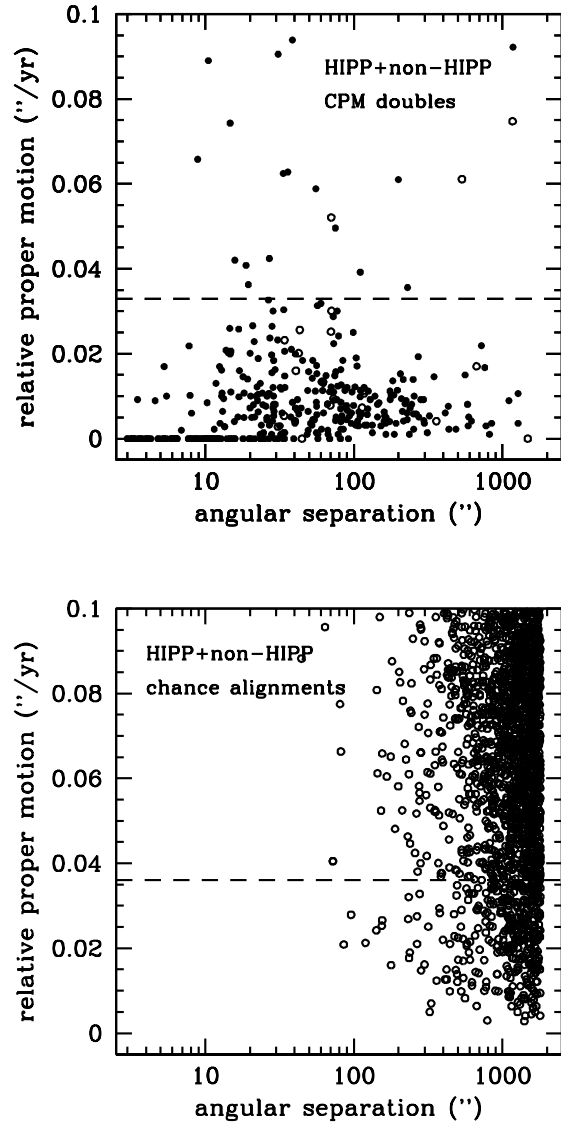 0.1
HIPP+non-HIPP
CPM doubles
0.08
0.06
0.04
0.02
0
relative proper motion (''/yr)
10
100
1000
angular separation ('')
0.1
HIPP+non-HIPP
chance alignments
0.08
0.06
0.04
0.02
0
relative proper motion (''/yr)
10
100
1000
angular separation ('')